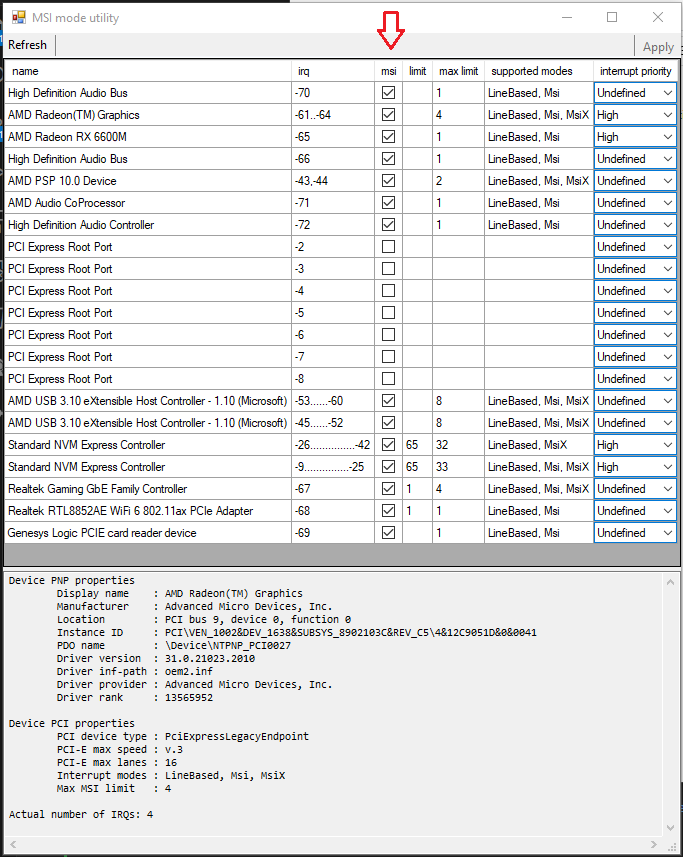 MSI mode utility
Refresh Apply
name irq msi limit max limit supported modes interrupt priority
High Definition Audio Bus -70 1 LineBased, Msi Undefined
AMD Radeon(TM) Graphics -61..-64 4 LineBased, Msi, MsiX High
AMD Radeon RX 6600M -65 1 LineBased, Msi High
High Definition Audio Bus -66 1 LineBased, Msi Undefined
AMD PSP 10.0 Device -43,-44 2 LineBased, Msi, MsiX Undefined
AMD Audio CoProcessor -71 1 LineBased, Msi Undefined
High Definition Audio Controller -72 1 LineBased, Msi Undefined
PCI Express Root Port -2 Undefined
PCI Express Root Port -3 Undefined
PCI Express Root Port -4 Undefined
PCI Express Root Port -5 Undefined
PCI Express Root Port -6 Undefined
PCI Express Root Port -7 Undefined
PCI Express Root Port -8 Undefined
AMD USB 3.10 eXtensible Host Controller - 1.10 (Microsoft) -53......-60 8 LineBased, Msi, MsiX Undefined
AMD USB 3.10 eXtensible Host Controller - 1.10 (Microsoft) -45......-52 8 LineBased, Msi, MsiX Undefined
Standard NVM Express Controller -26...............-42 65 32 LineBased, MsiX High
Standard NVM Express Controller -9...............-25 65 33 LineBased, Msi, MsiX High
Realtek Gaming GbE Family Controller -67 1 4 LineBased, Msi, MsiX Undefined
Realtek RTL8852AE WiFi 6 802.11ax PCIe Adapter -68 1 1 LineBased, Msi Undefined
Genesys Logic PCIE card reader device -69 1 LineBased, Msi Undefined
Device PNP properties
Display name : AMD Radeon(TM) Graphics
Manufacturer : Advanced Micro Devices, Inc.
Location : PCI bus 9, device 0, function 0
Instance ID : PCI\VEN_1002&DEV_1638&SUBSYS_8902103C&REV_C5\4&12C9051D&0&0041
PDO name : \Device\NTPNP_PCI0027
Driver version : 31.0.21023.2010
Driver inf-path : oem2.inf
Driver provider : Advanced Micro Devices, Inc.
Driver rank : 13565952
Device PCI properties
PCI device type : PciExpressLegacyEndpoint
PCI-E max speed : v.3
PCI-E max lanes : 16
Interrupt modes : LineBased, Msi, MsiX
Max MSI limit : 4
Actual number of IRQs: 4